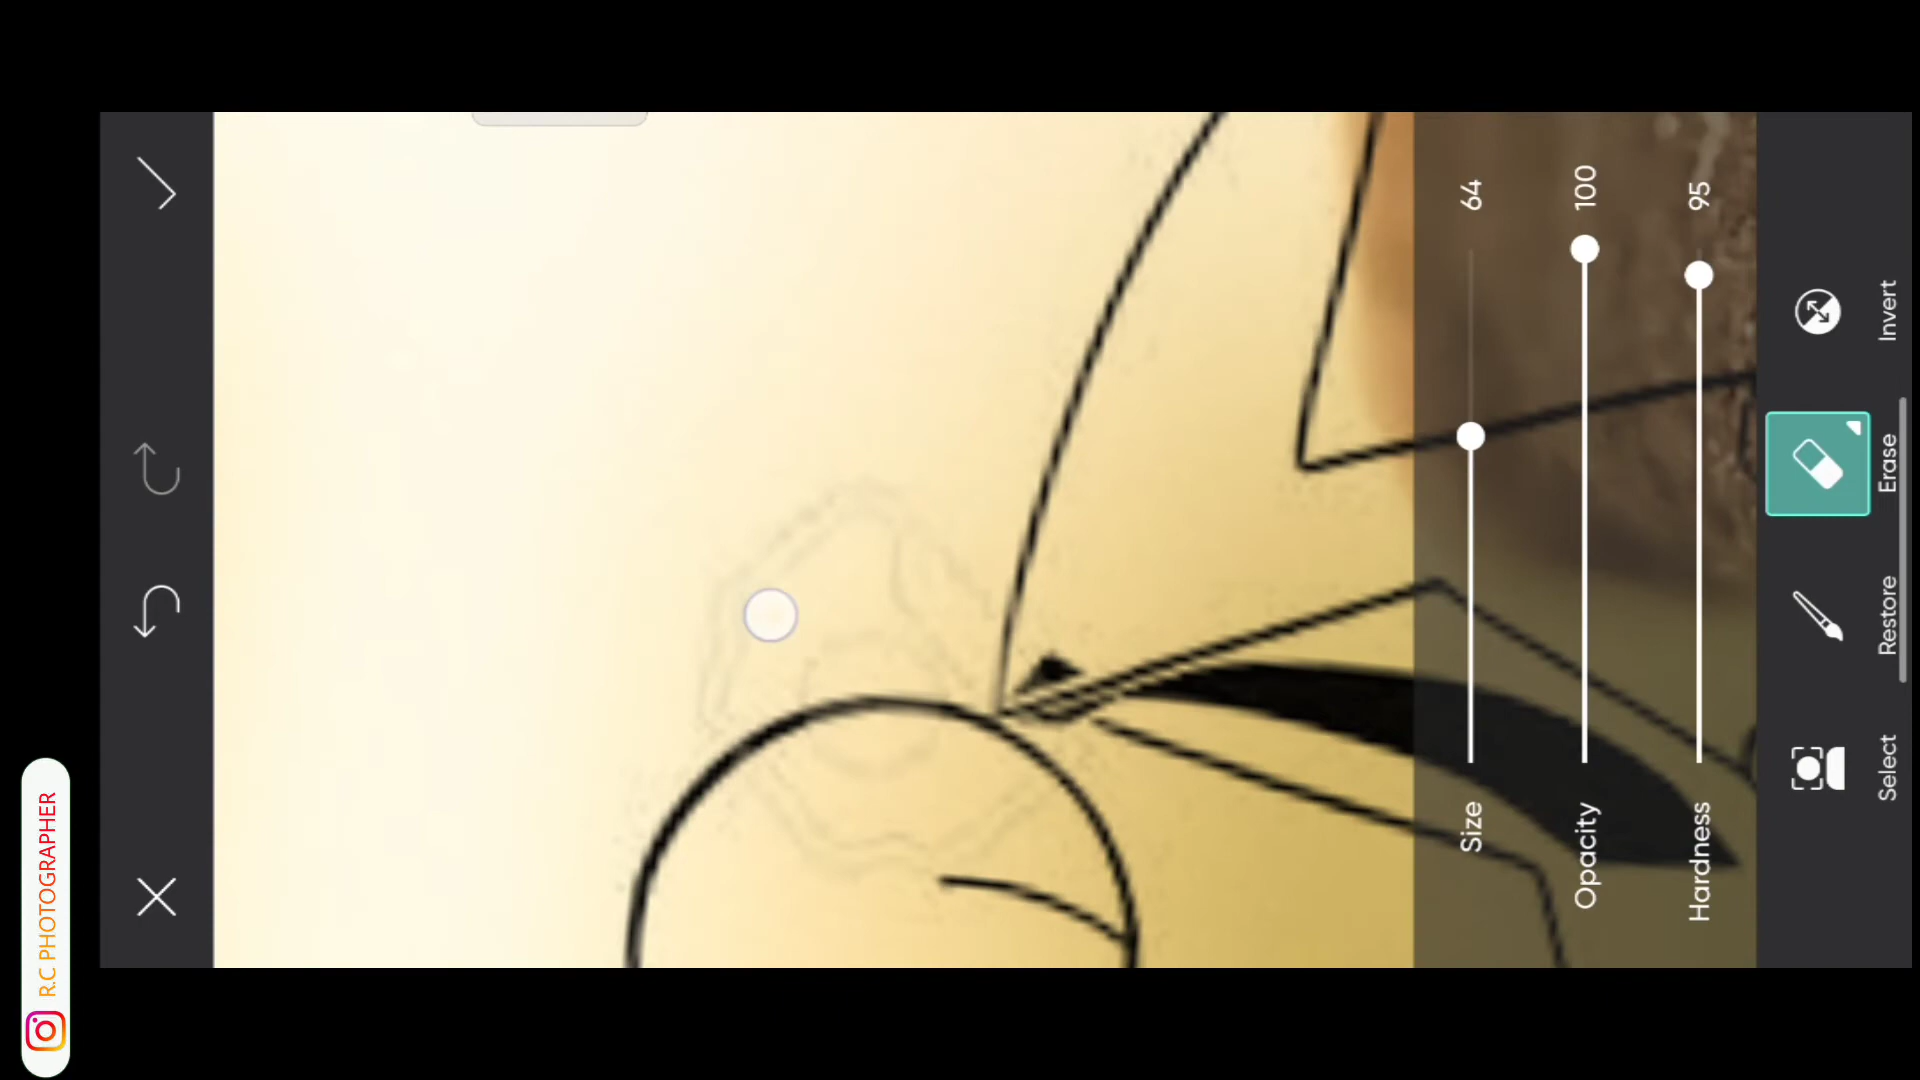 Size 64
Opacity 100
Hardness 95
Select
Restore
Erase
Invert
R.C PHOTOGRAPHER